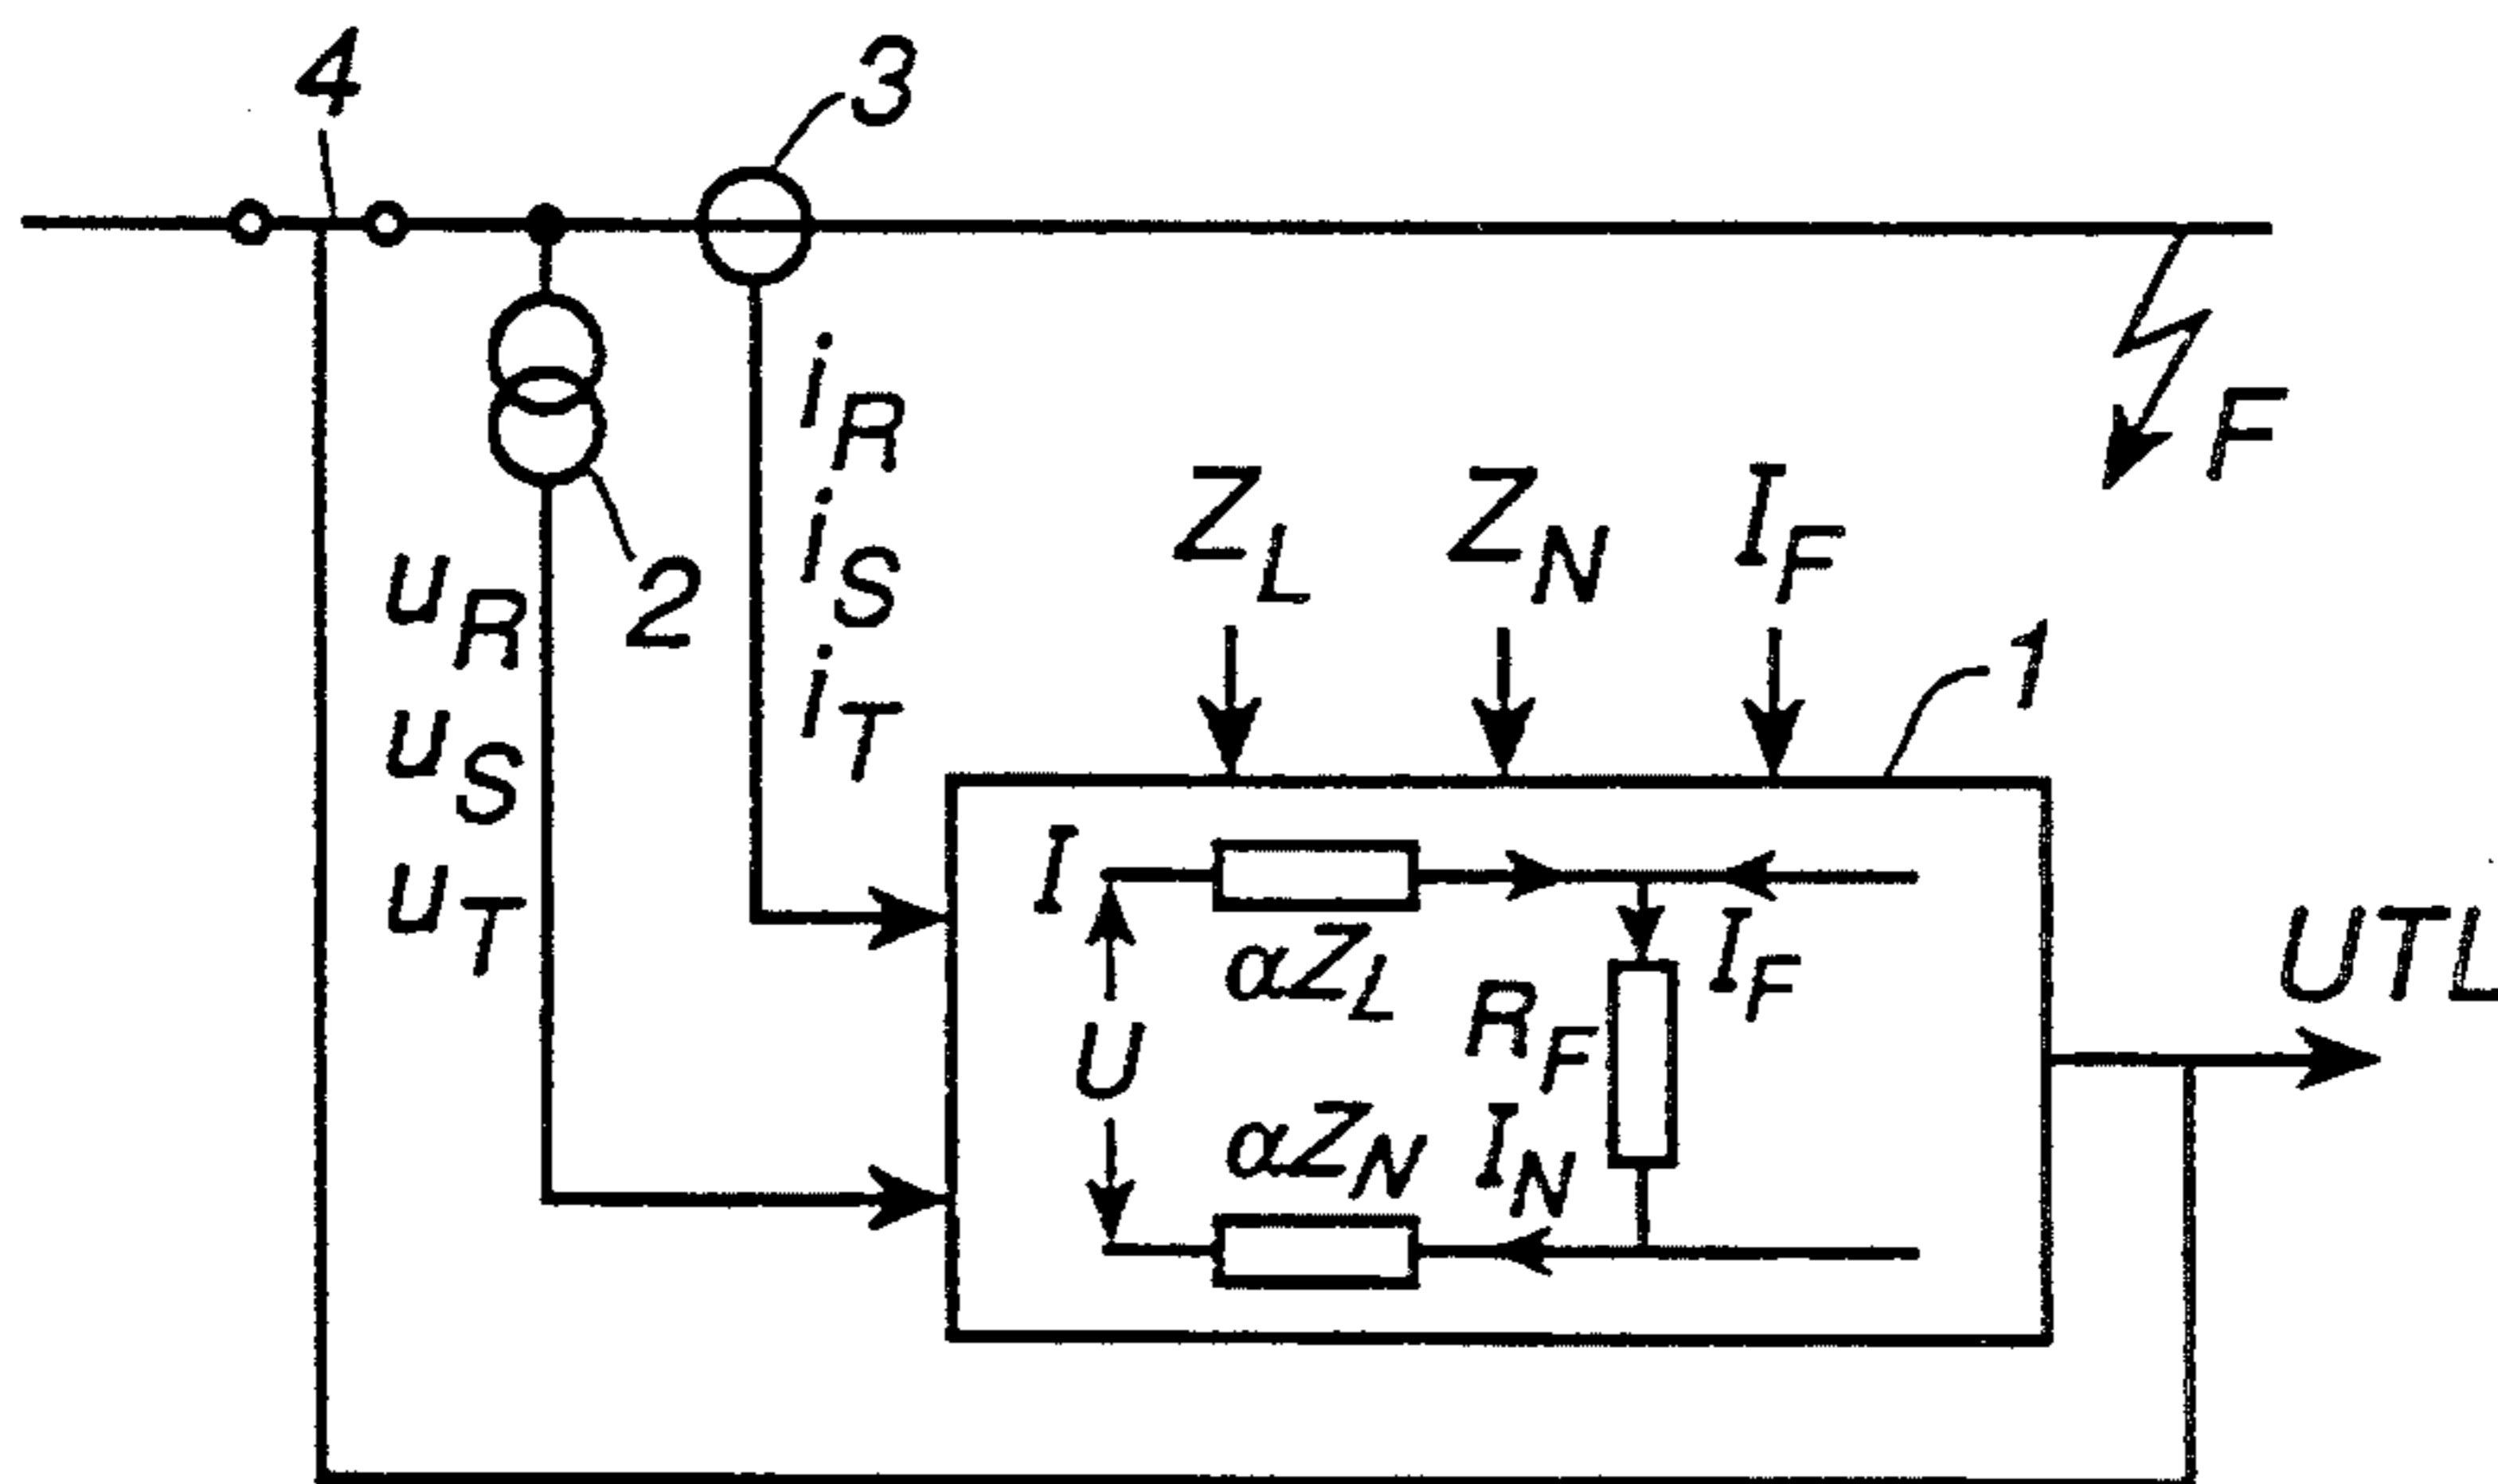 4
3
i_R
i_S
i_T
F
Z_L
Z_N
I_F
u_R
u_S
u_T
2
1
I
αZ_L
I_F
R_F
U
αZ_N
I_N
UTL